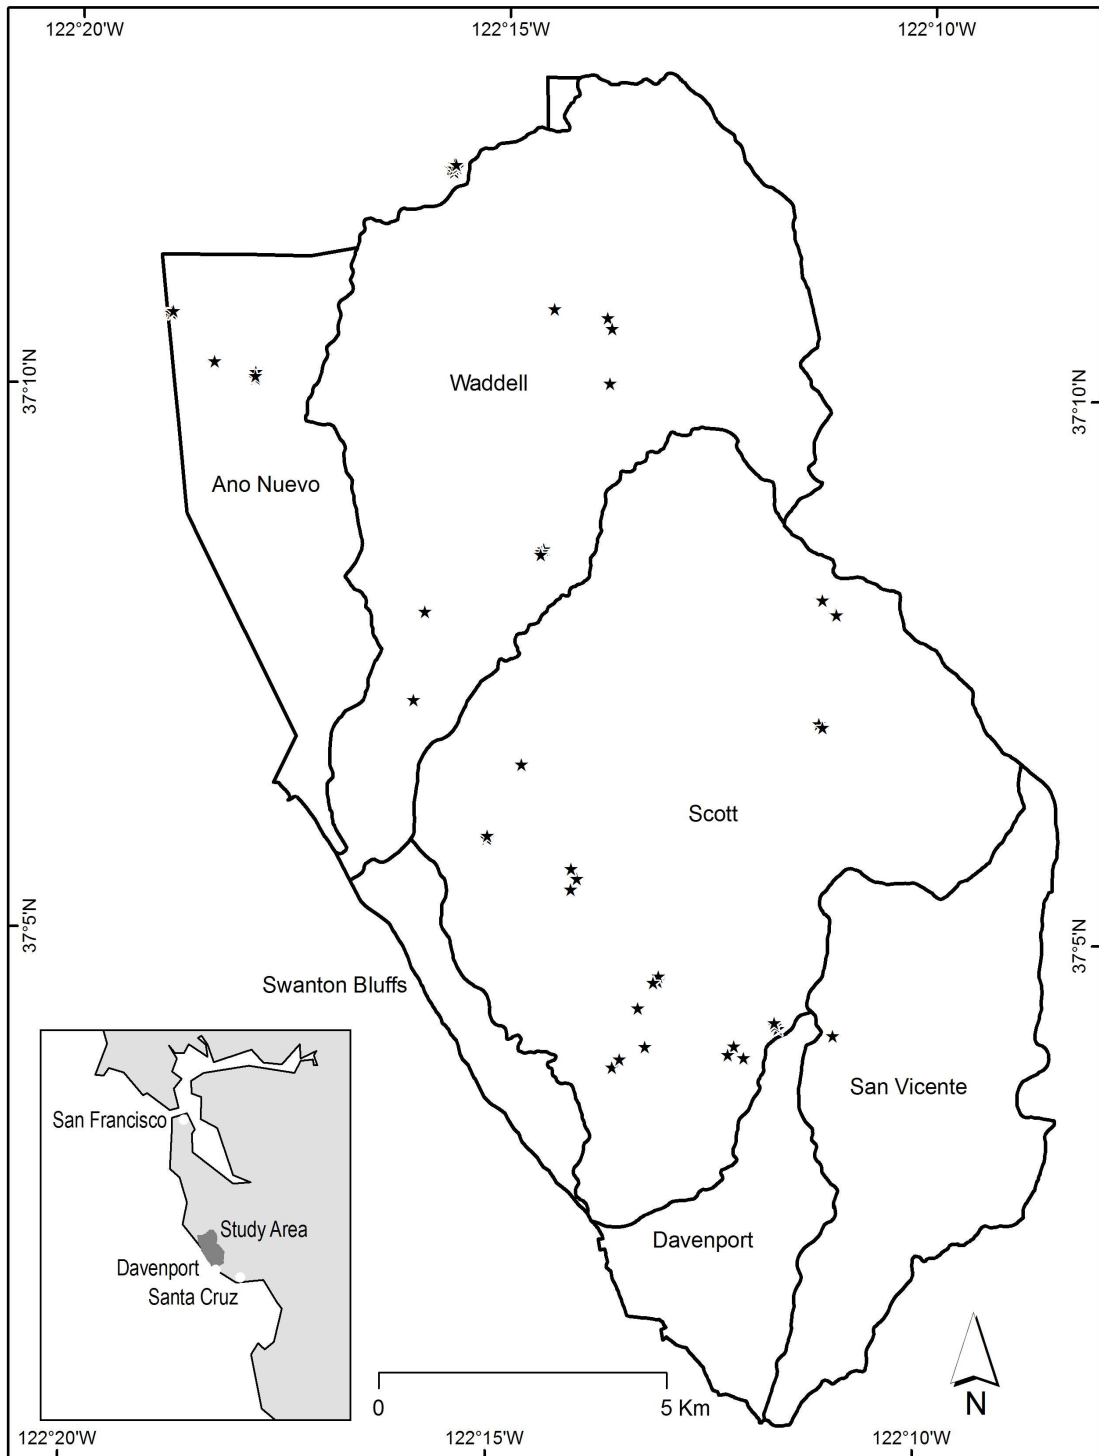 122°20'W
122°15'W
122°10'W
37°10'N
Waddell
37°10'N
Ano Nuevo
Scott
37°5'N
37°5'N
Swanton Bluffs
San Vicente
San Francisco
Study Area
Davenport
Davenport
Santa Cruz
0
5 Km
N
122°20'W
122°15'W
122°10'W